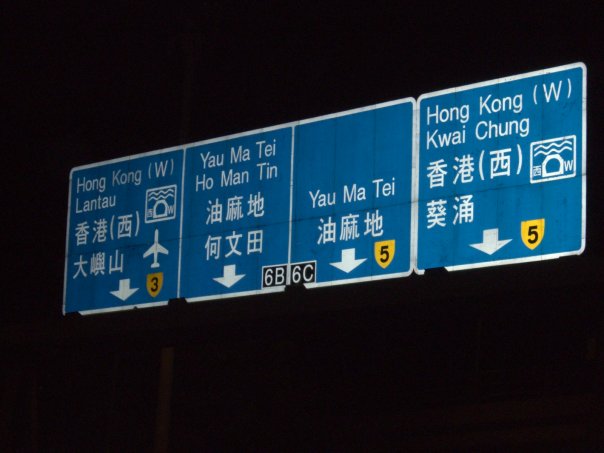 Hong Kong (W)
Lantau
香港(西)
大嶼山
西 W
3
Yau Ma Tei
Ho Man Tin
油麻地
何文田
6B
6C
Yau Ma Tei
油麻地
5
Hong Kong (W)
Kwai Chung
香港(西)
葵涌
西 W
5